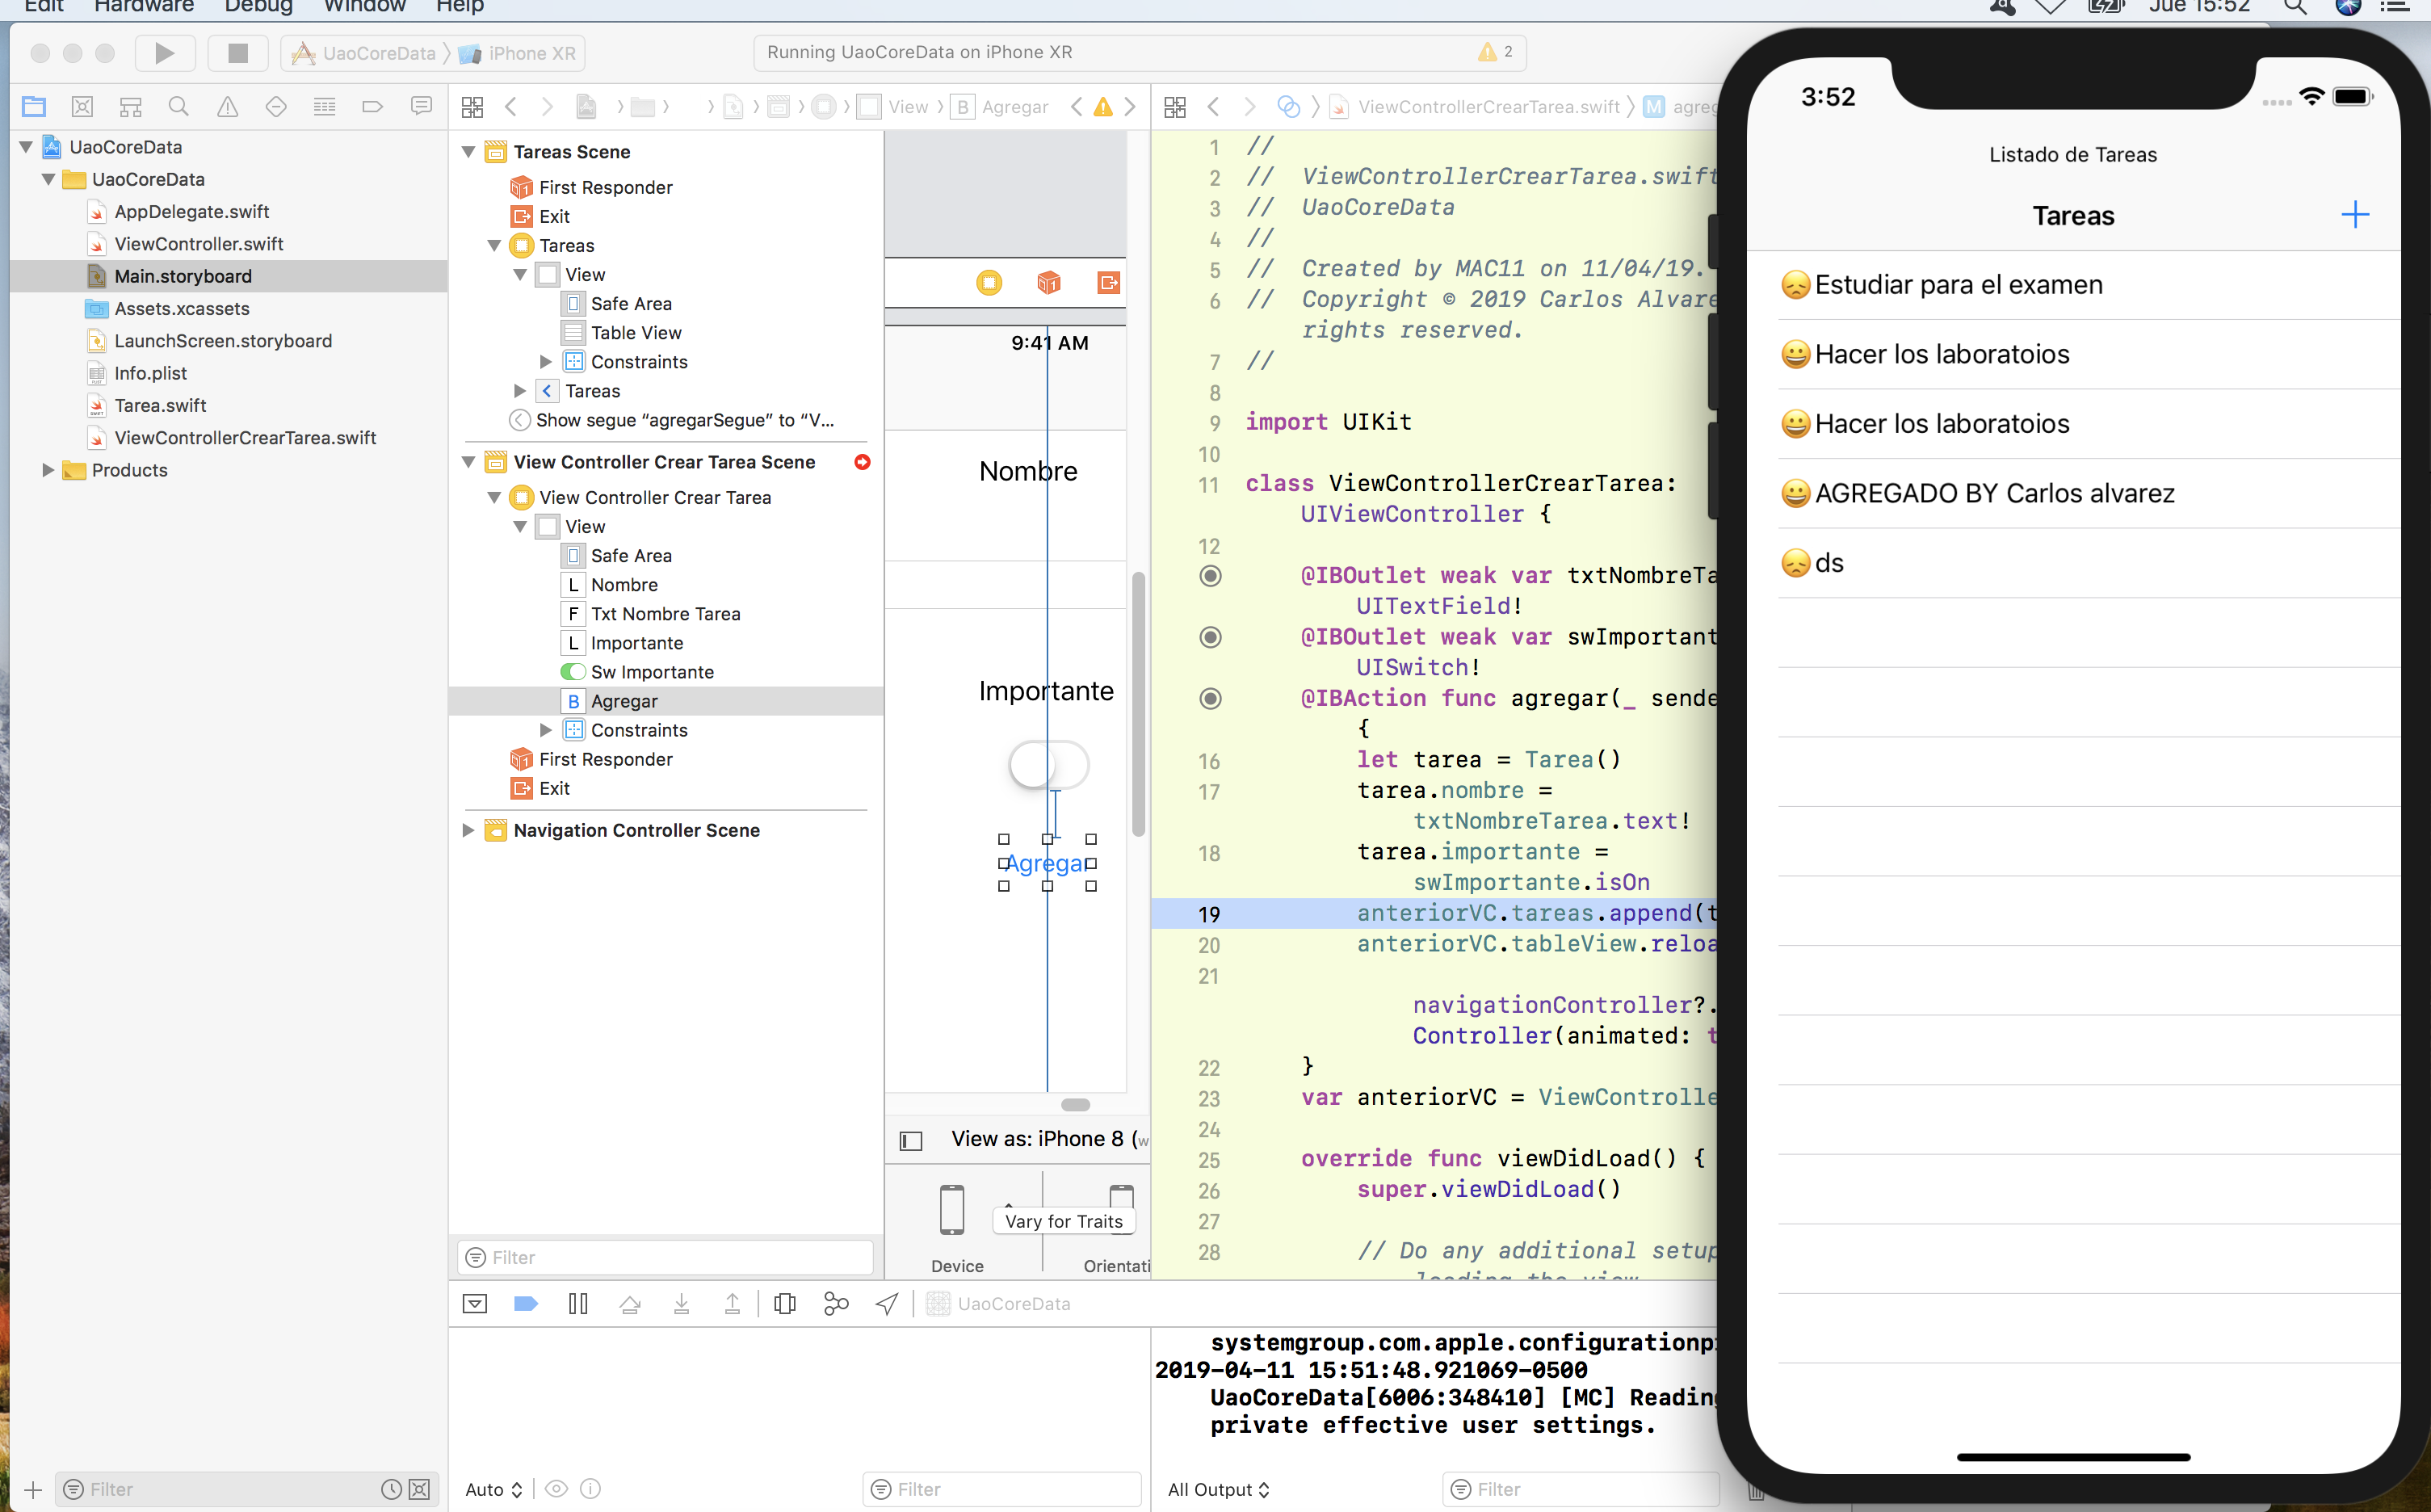 Edit Hardware Debug Window Help Jue 15:52
UaoCoreData iPhone XR
Running UaoCoreData on iPhone XR 2
View B Agregar
ViewControllerCrearTarea.swift M
UaoCoreData
UaoCoreData
AppDelegate.swift
ViewController.swift
Main.storyboard
Assets.xcassets
LaunchScreen.storyboard
Info.plist
Tarea.swift
ViewControllerCrearTarea.swift
Products
Filter
Tareas Scene
First Responder
Exit
Tareas
View
Safe Area
Table View
Constraints
Tareas
Show segue “agregarSegue” to “V...
View Controller Crear Tarea Scene
View Controller Crear Tarea
View
Safe Area
L Nombre
F Txt Nombre Tarea
L Importante
Sw Importante
B Agregar
Constraints
First Responder
Exit
Navigation Controller Scene
Filter
9:41 AM
Nombre
Importante
Agregar
View as: iPhone 8 (w
Vary for Traits
Device Orientati
1 //
2 // ViewControllerCrearTarea.swift
3 // UaoCoreData
4 //
5 // Created by MAC11 on 11/04/19.
6 // Copyright © 2019 Carlos Alvare
rights reserved.
7 //
8
9 import UIKit
10
11 class ViewControllerCrearTarea:
UIViewController {
12
@IBOutlet weak var txtNombreTa
UITextField!
@IBOutlet weak var swImportant
UISwitch!
@IBAction func agregar(_ sende
{
16 let tarea = Tarea()
17 tarea.nombre =
txtNombreTarea.text!
18 tarea.importante =
swImportante.isOn
19 anteriorVC.tareas.append(t
20 anteriorVC.tableView.reloa
21
navigationController?.
Controller(animated: t
22 }
23 var anteriorVC = ViewControlle
24
25 override func viewDidLoad() {
26 super.viewDidLoad()
27
28 // Do any additional setup
loading the view
UaoCoreData
systemgroup.com.apple.configurationp
2019-04-11 15:51:48.921069-0500
UaoCoreData[6006:348410] [MC] Reading
private effective user settings.
Auto Filter
All Output Filter
3:52
Listado de Tareas
Tareas
😞Estudiar para el examen
😀Hacer los laboratoios
😀Hacer los laboratoios
😀AGREGADO BY Carlos alvarez
😞ds